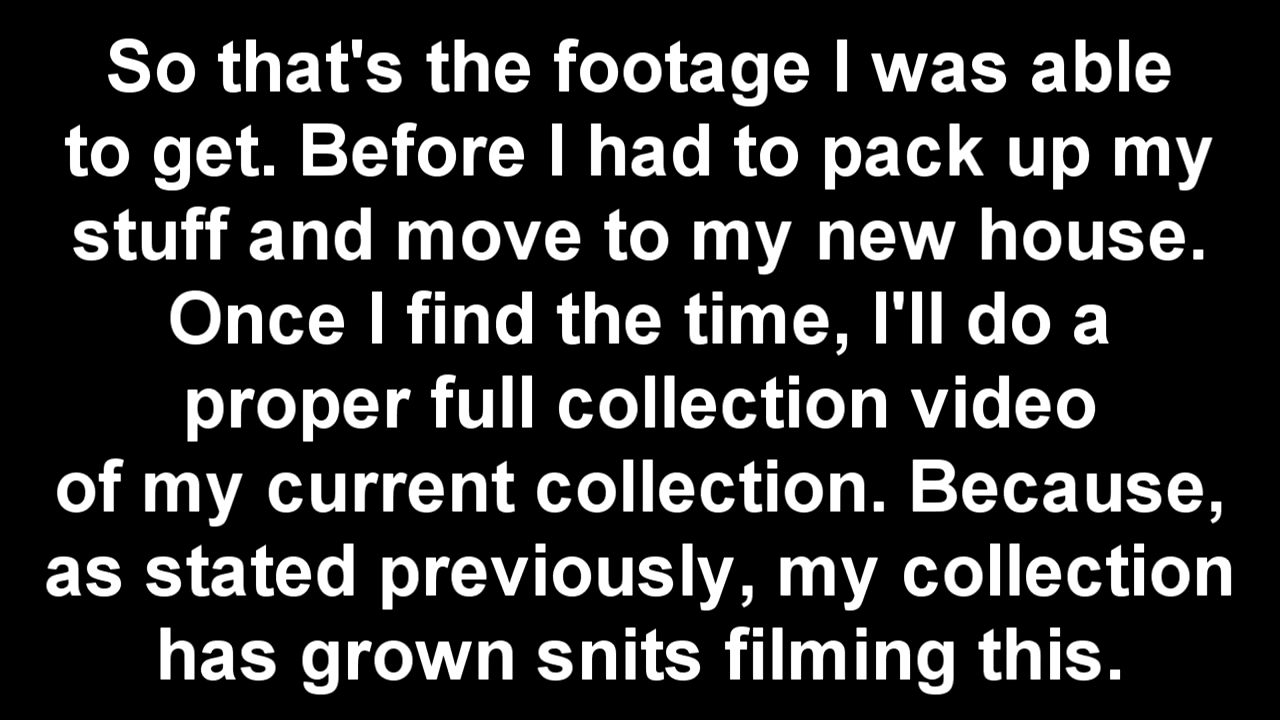 So that's the footage I was able
to get. Before I had to pack up my
stuff and move to my new house.
Once I find the time, I'll do a
proper full collection video
of my current collection. Because,
as stated previously, my collection
has grown snits filming this.